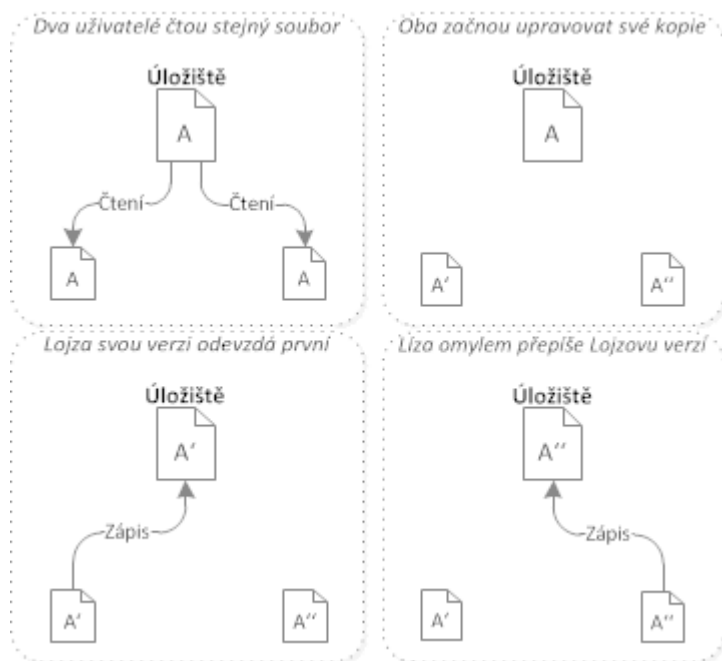 Dva uživatelé čtou stejný soubor
Úložiště
A
Čtení
Čtení
A
A
Oba začnou upravovat své kopie
Úložiště
A
A‘
A‘‘
Lojza svou verzi odevzdá první
Úložiště
A‘
Zápis
A‘
A‘‘
Líza omylem přepíše Lojzovu verzí
Úložiště
A‘‘
Zápis
A‘
A‘‘